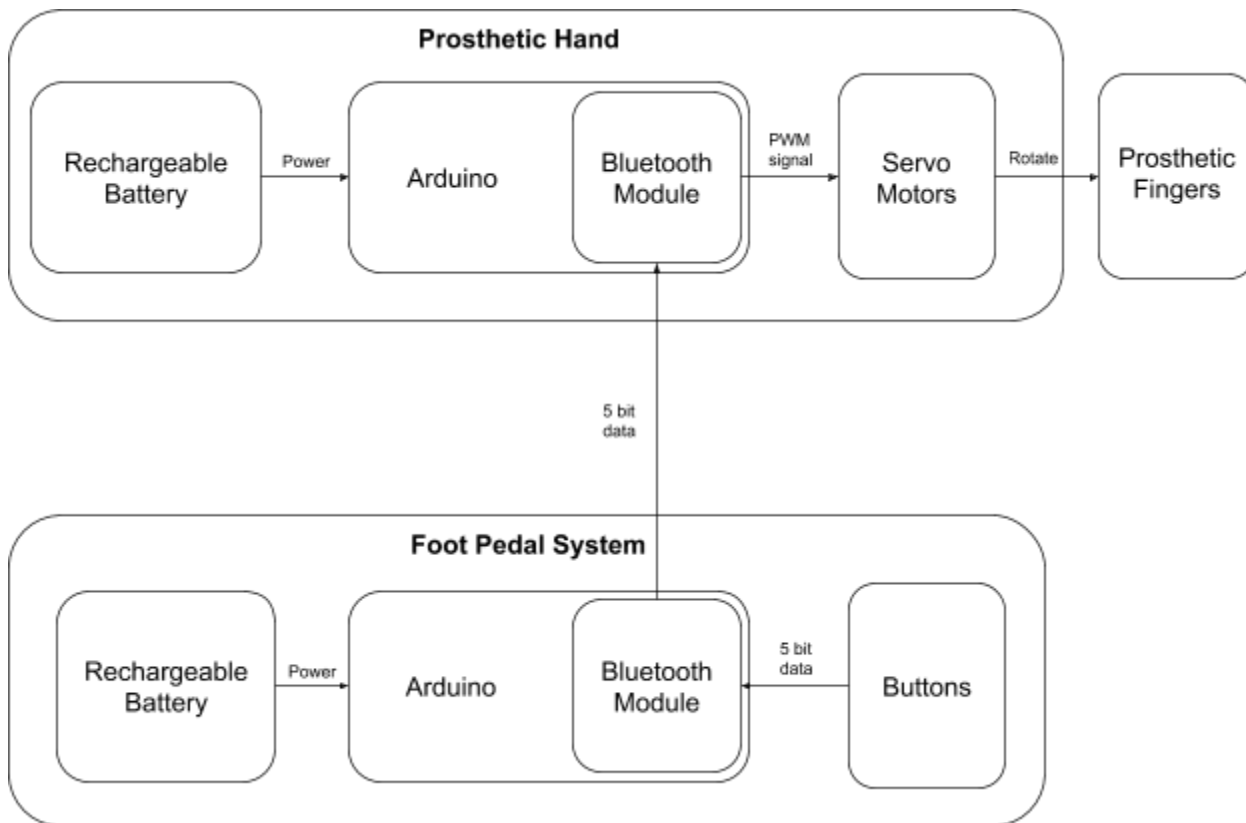 Prosthetic Hand
Rechargeable
Battery
Power
Arduino
Bluetooth
Module
PWM
signal
Servo
Motors
Rotate
Prosthetic
Fingers
5 bit
data
Foot Pedal System
Rechargeable
Battery
Power
Arduino
Bluetooth
Module
5 bit
data
Buttons